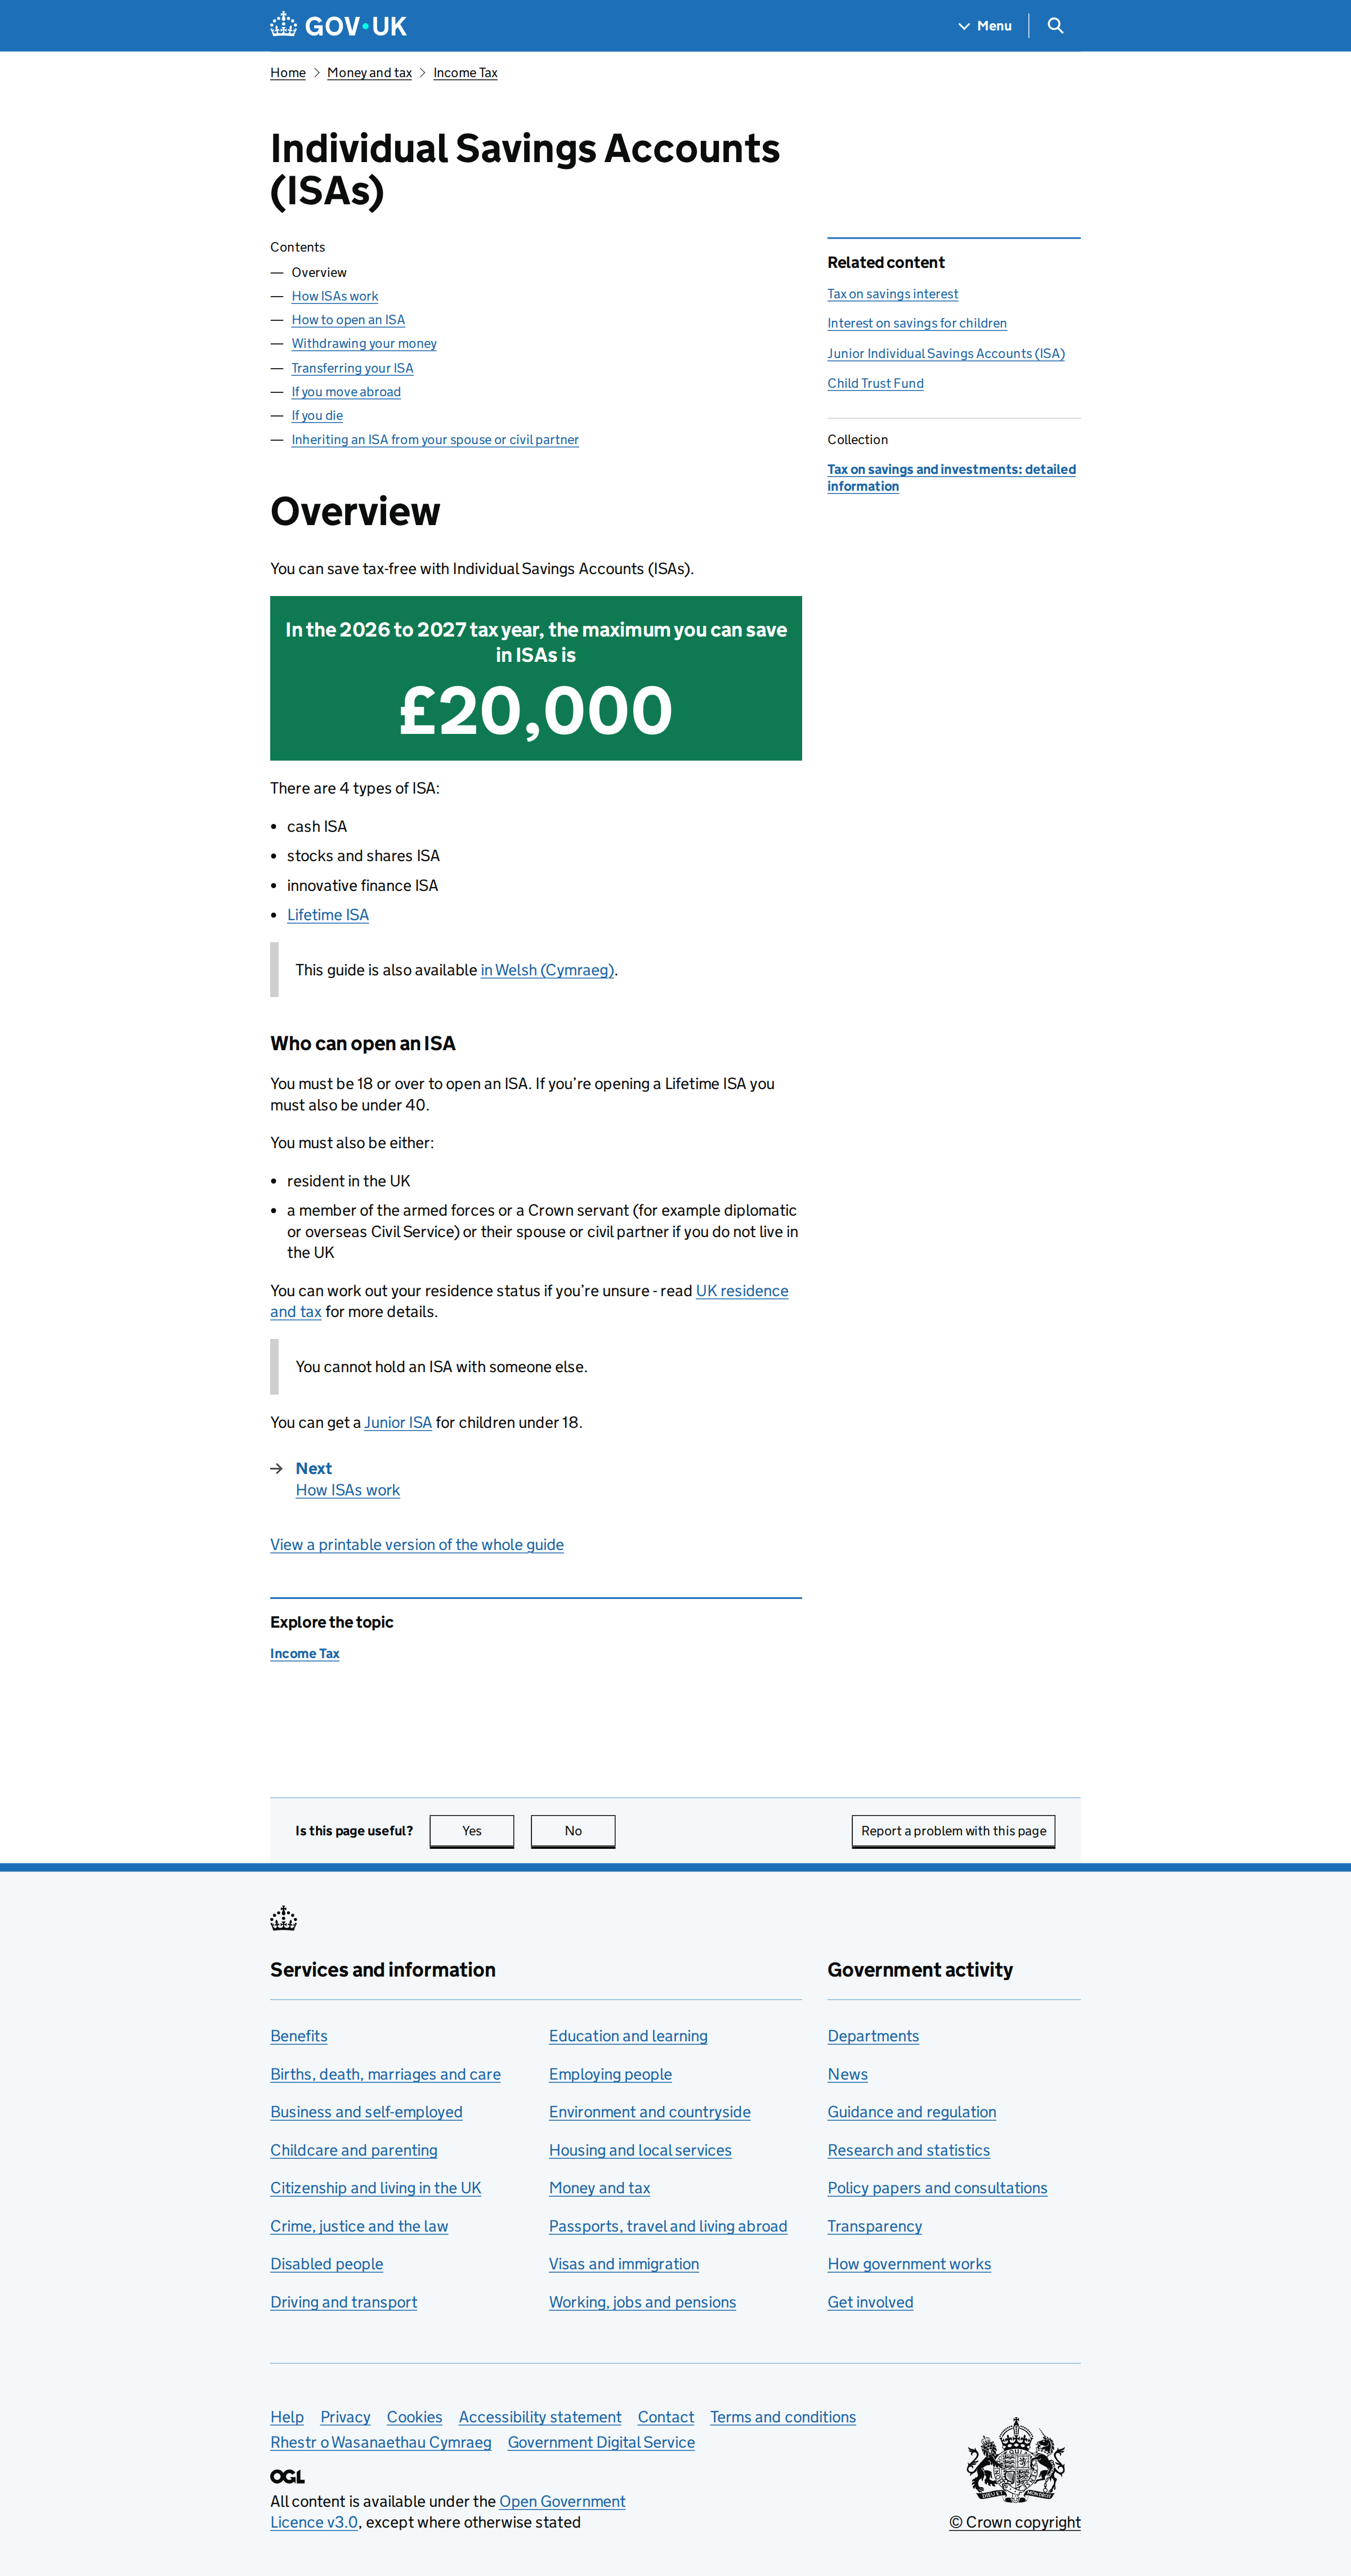 GOV·UK
Menu
Home
Money and tax
Income Tax
Individual Savings Accounts
(ISAs)
Contents
— Overview
— How ISAs work
— How to open an ISA
— Withdrawing your money
— Transferring your ISA
— If you move abroad
— If you die
— Inheriting an ISA from your spouse or civil partner
Related content
Tax on savings interest
Interest on savings for children
Junior Individual Savings Accounts (ISA)
Child Trust Fund
Collection
Tax on savings and investments: detailed
information
Overview
You can save tax-free with Individual Savings Accounts (ISAs).
In the 2026 to 2027 tax year, the maximum you can save
in ISAs is
£20,000
There are 4 types of ISA:
• cash ISA
• stocks and shares ISA
• innovative finance ISA
• Lifetime ISA
This guide is also available in Welsh (Cymraeg).
Who can open an ISA
You must be 18 or over to open an ISA. If you’re opening a Lifetime ISA you
must also be under 40.
You must also be either:
• resident in the UK
• a member of the armed forces or a Crown servant (for example diplomatic
or overseas Civil Service) or their spouse or civil partner if you do not live in
the UK
You can work out your residence status if you’re unsure - read UK residence
and tax for more details.
You cannot hold an ISA with someone else.
You can get a Junior ISA for children under 18.
Next
How ISAs work
View a printable version of the whole guide
Explore the topic
Income Tax
Is this page useful?
Yes
No
Report a problem with this page
Services and information
Benefits
Births, death, marriages and care
Business and self-employed
Childcare and parenting
Citizenship and living in the UK
Crime, justice and the law
Disabled people
Driving and transport
Education and learning
Employing people
Environment and countryside
Housing and local services
Money and tax
Passports, travel and living abroad
Visas and immigration
Working, jobs and pensions
Government activity
Departments
News
Guidance and regulation
Research and statistics
Policy papers and consultations
Transparency
How government works
Get involved
Help
Privacy
Cookies
Accessibility statement
Contact
Terms and conditions
Rhestr o Wasanaethau Cymraeg
Government Digital Service
OGL
All content is available under the Open Government
Licence v3.0, except where otherwise stated
© Crown copyright